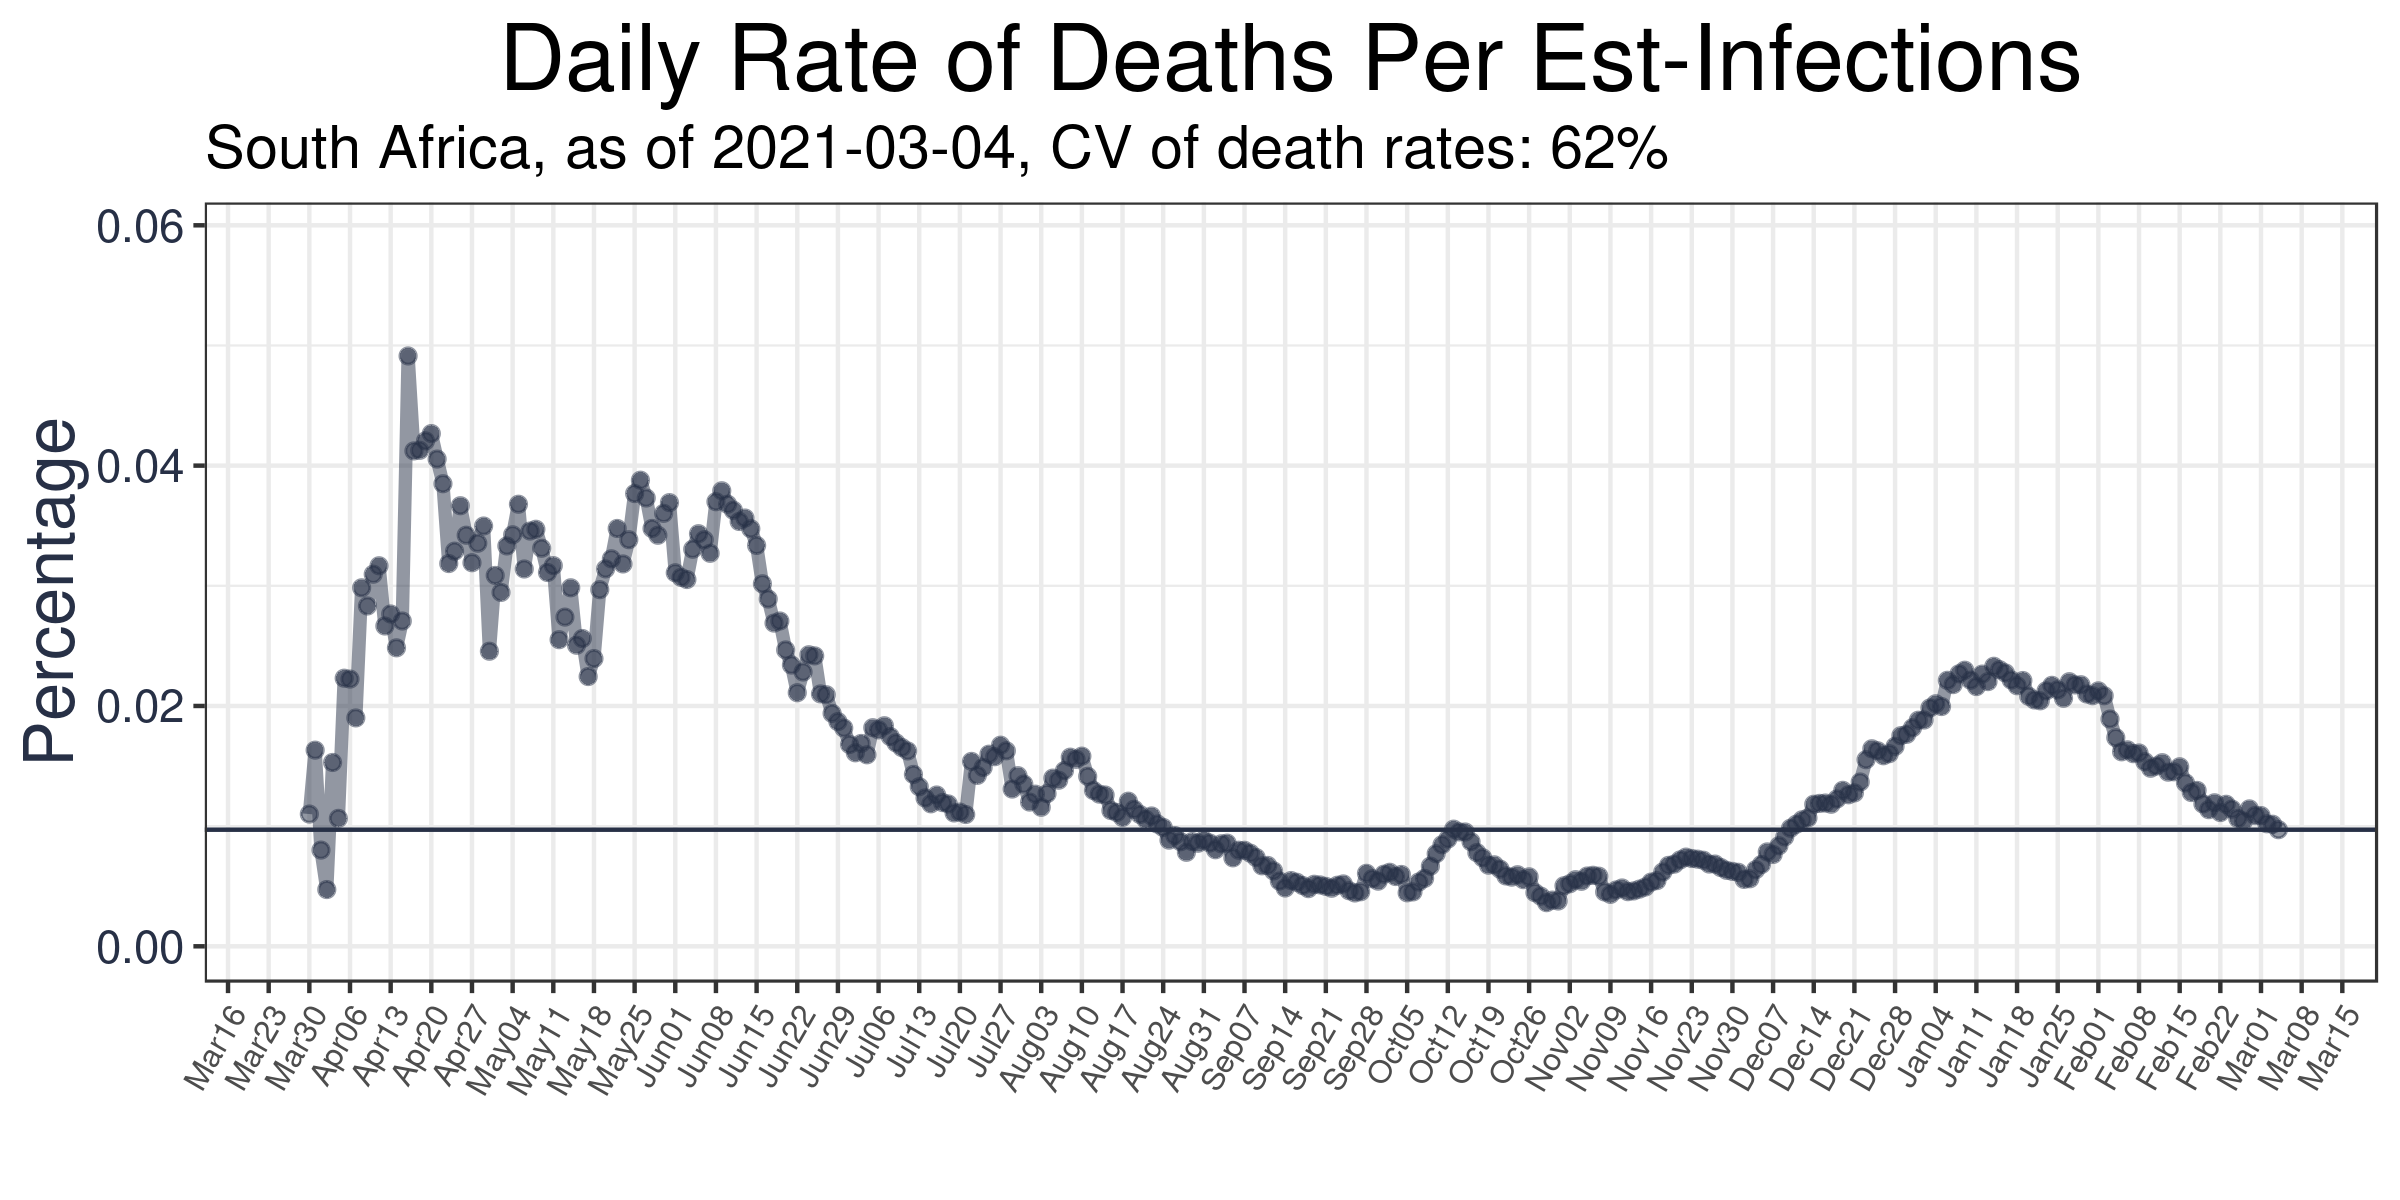 Daily Rate of Deaths Per Est-Infections
South Africa, as of 2021-03-04, CV of death rates: 62%
Percentage
0.06
0.04
0.02
0.00
Mar16 Mar23 Mar30 Apr06 Apr13 Apr20 Apr27 May04 May11 May18 May25 Jun01 Jun08 Jun15 Jun22 Jun29 Jul06 Jul13 Jul20 Jul27 Aug03 Aug10 Aug17 Aug24 Aug31 Sep07 Sep14 Sep21 Sep28 Oct05 Oct12 Oct19 Oct26 Nov02 Nov09 Nov16 Nov23 Nov30 Dec07 Dec14 Dec21 Dec28 Jan04 Jan11 Jan18 Jan25 Feb01 Feb08 Feb15 Feb22 Mar01 Mar08 Mar15